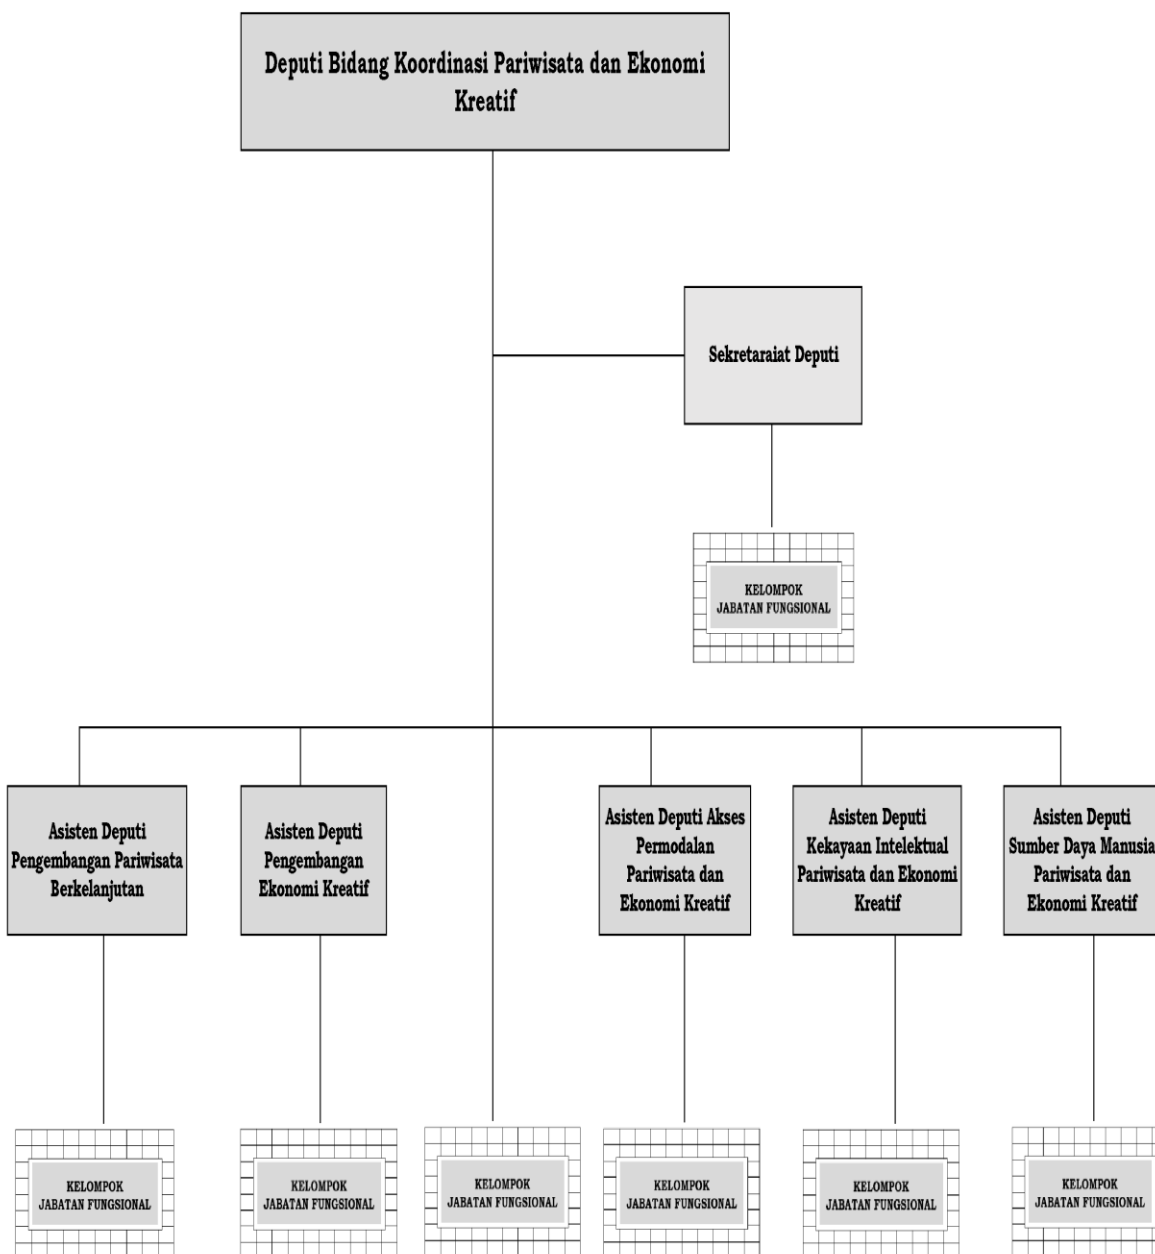 Deputi Bidang Koordinasi Pariwisata dan Ekonomi
Kreatif
Sekretaraiat Deputi
KELOMPOK
JABATAN FUNGSIONAL
Asisten Deputi
Pengembangan Pariwisata
Berkelanjutan
Asisten Deputi
Pengembangan
Ekonomi Kreatif
Asisten Deputi Akses
Permodalan
Pariwisata dan
Ekonomi Kreatif
Asisten Deputi
Kekayaan Intelektual
Pariwisata dan Ekonomi
Kreatif
Asisten Deputi
Sumber Daya Manusia
Pariwisata dan
Ekonomi Kreatif
KELOMPOK
JABATAN FUNGSIONAL
KELOMPOK
JABATAN FUNGSIONAL
KELOMPOK
JABATAN FUNGSIONAL
KELOMPOK
JABATAN FUNGSIONAL
KELOMPOK
JABATAN FUNGSIONAL
KELOMPOK
JABATAN FUNGSIONAL